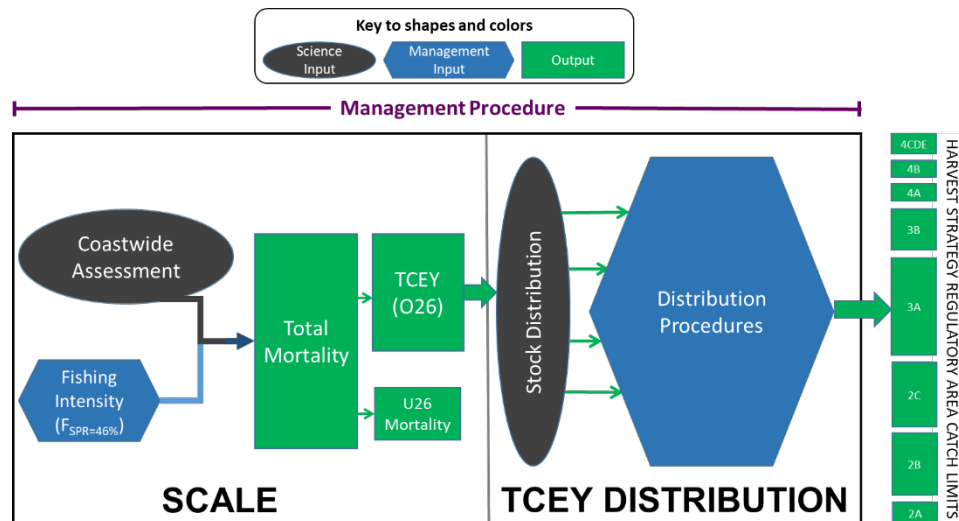 Key to shapes and colors
Science
Input
Management
Input
Output
Management Procedure
Coastwide
Assessment
Fishing
Intensity
(FSPR=46%)
Total
Mortality
TCEY
(O26)
U26
Mortality
SCALE
Stock Distribution
Distribution
Procedures
TCEY DISTRIBUTION
4CDE
4B
4A
3B
3A
2C
2B
2A
HARVEST STRATEGY REGULATORY AREA CATCH LIMITS